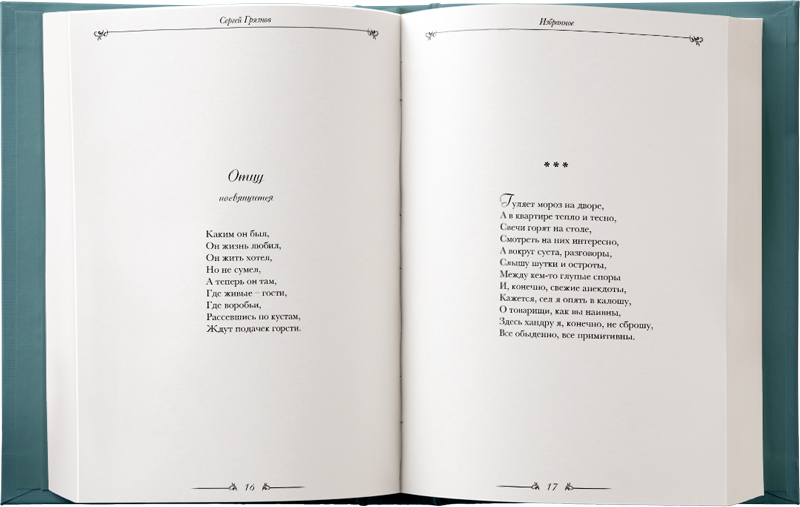 Сергей Грязнов
Отцу
посвящается
Каким он был,
Он жизнь любил,
Он жить хотел,
Но не сумел,
А теперь он там,
Где живые – гости,
Где воробьи,
Рассевшись по кустам,
Ждут подачек горсти.
16
Избранное
***
Гуляет мороз на дворе,
А в квартире тепло и тесно,
Свечи горят на столе,
Смотреть на них интересно,
А вокруг суета, разговоры,
Слышу шутки и остроты,
Между кем-то глупые споры
И, конечно, свежие анекдоты,
Кажется, сел я опять в калошу,
О товарищи, как вы наивны,
Здесь хандру я, конечно, не сброшу,
Все обыденно, все примитивны.
17